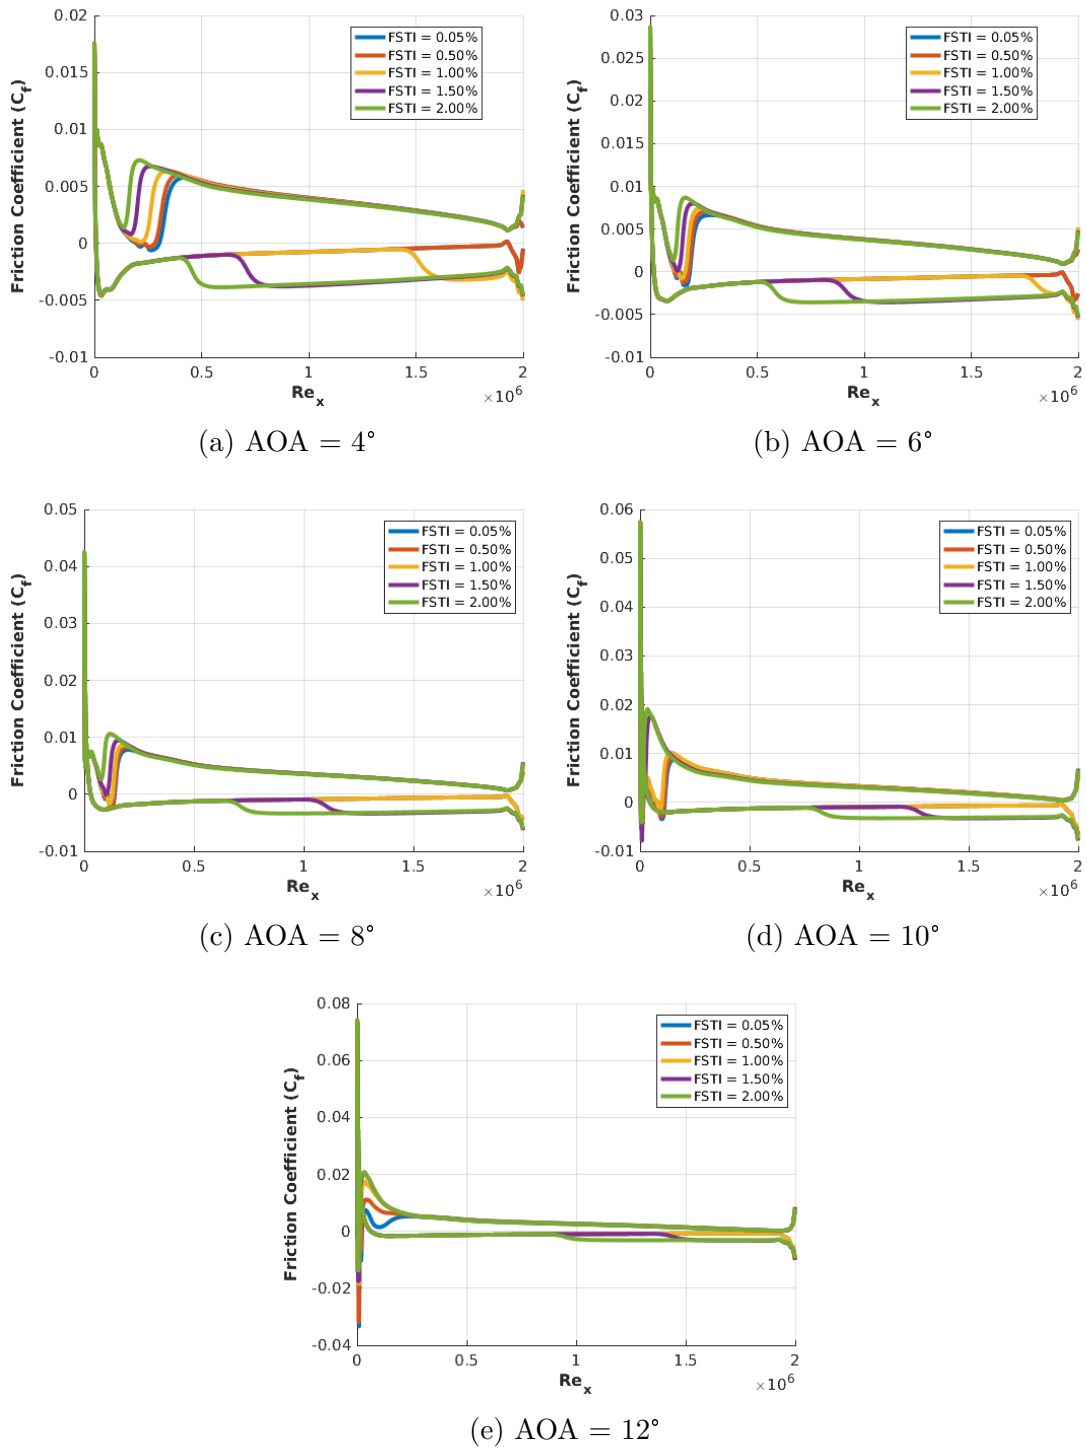 0.02
0.015
0.01
0.005
0
-0.005
-0.01
Friction Coefficient (C_f)
FSTI = 0.05%
FSTI = 0.50%
FSTI = 1.00%
FSTI = 1.50%
FSTI = 2.00%
0 0.5 1 1.5 2
Re_x
×10^6
(a) AOA = 4°
0.03
0.025
0.02
0.015
0.01
0.005
0
-0.005
-0.01
Friction Coefficient (C_f)
FSTI = 0.05%
FSTI = 0.50%
FSTI = 1.00%
FSTI = 1.50%
FSTI = 2.00%
0 0.5 1 1.5 2
Re_x
×10^6
(b) AOA = 6°
0.05
0.04
0.03
0.02
0.01
0
-0.01
Friction Coefficient (C_f)
FSTI = 0.05%
FSTI = 0.50%
FSTI = 1.00%
FSTI = 1.50%
FSTI = 2.00%
0 0.5 1 1.5 2
Re_x
×10^6
(c) AOA = 8°
0.06
0.05
0.04
0.03
0.02
0.01
0
-0.01
Friction Coefficient (C_f)
FSTI = 0.05%
FSTI = 0.50%
FSTI = 1.00%
FSTI = 1.50%
FSTI = 2.00%
0 0.5 1 1.5 2
Re_x
×10^6
(d) AOA = 10°
0.08
0.06
0.04
0.02
0
-0.02
-0.04
Friction Coefficient (C_f)
FSTI = 0.05%
FSTI = 0.50%
FSTI = 1.00%
FSTI = 1.50%
FSTI = 2.00%
0 0.5 1 1.5 2
Re_x
×10^6
(e) AOA = 12°